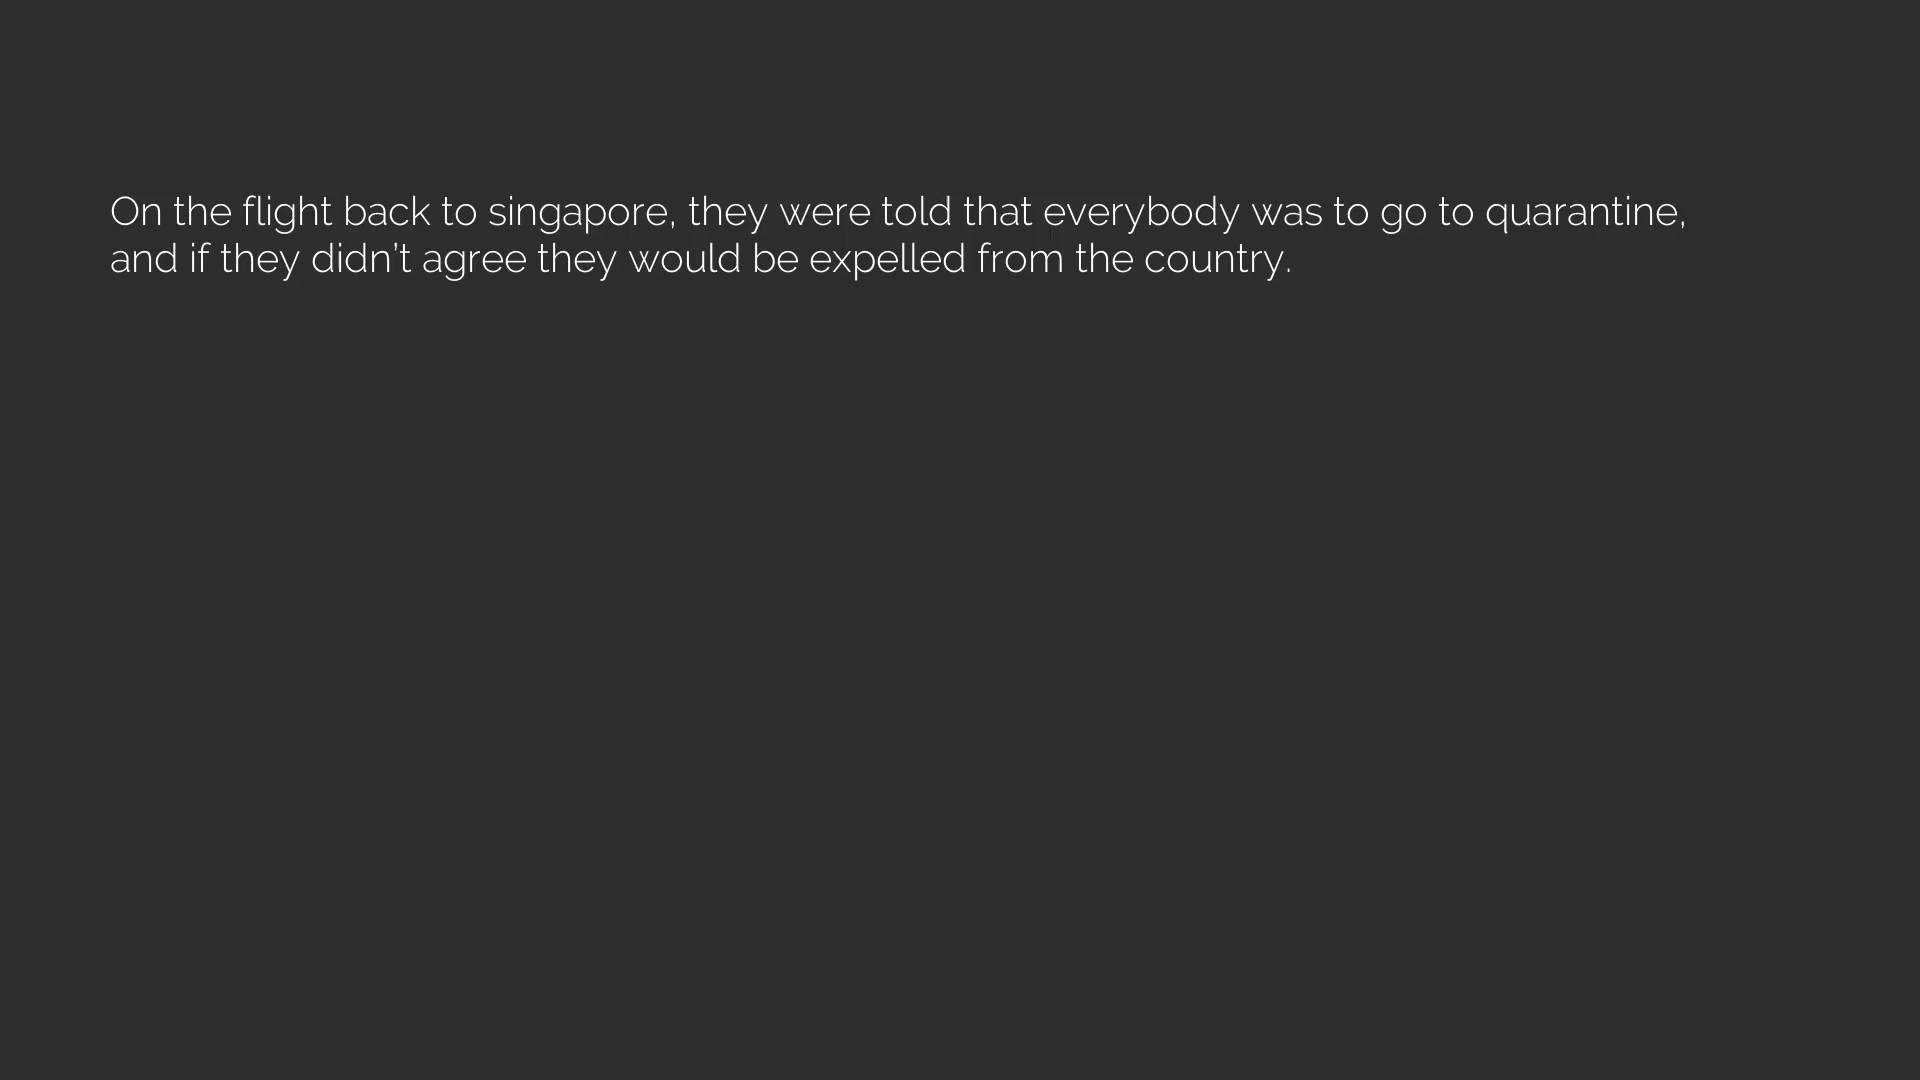 On the flight back to singapore, they were told that everybody was to go to quarantine,
and if they didn't agree they would be expelled from the country.